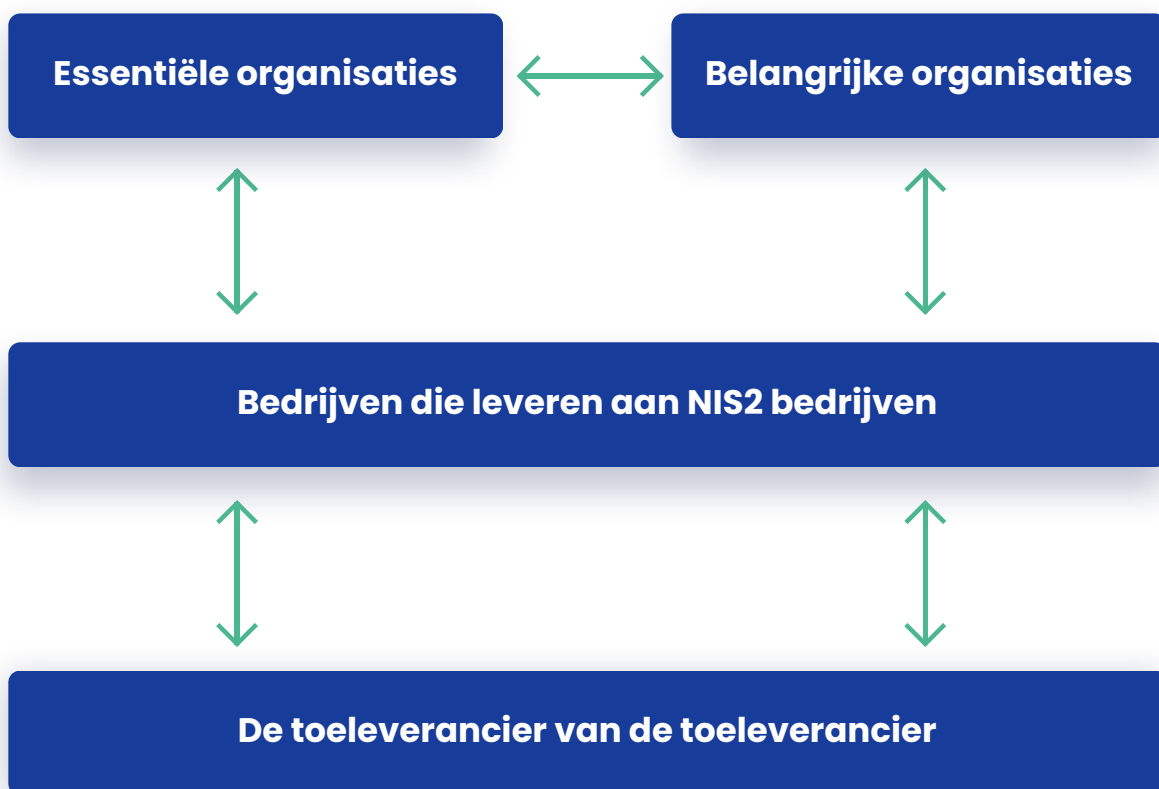 Essentiële organisaties
Belangrijke organisaties
Bedrijven die leveren aan NIS2 bedrijven
De toeleverancier van de toeleverancier